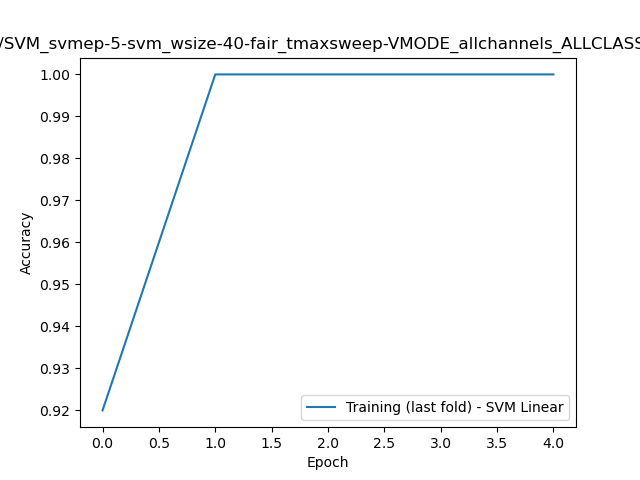 /SVM_svmep-5-svm_wsize-40-fair_tmaxsweep-VMODE_allchannels_ALLCLASS
1.00
0.99
0.98
0.97
0.96
0.95
0.94
0.93
0.92
Accuracy
Training (last fold) - SVM Linear
0.0 0.5 1.0 1.5 2.0 2.5 3.0 3.5 4.0
Epoch